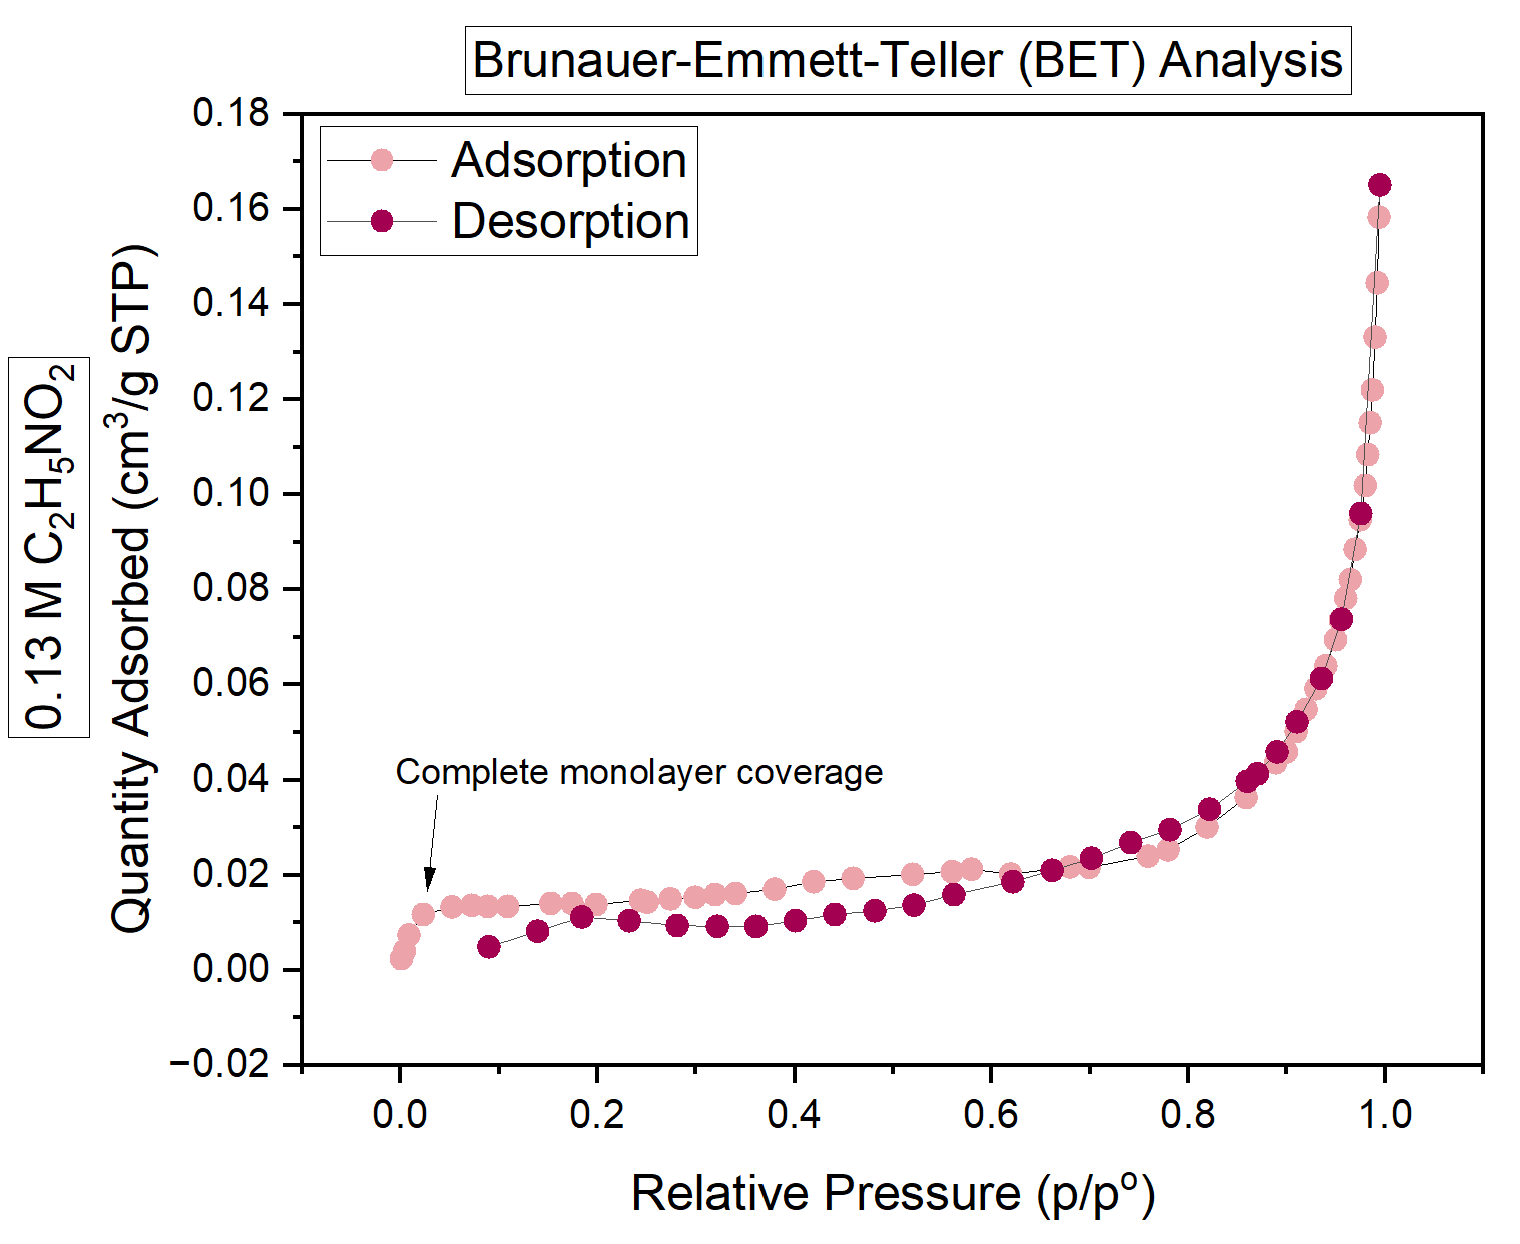 Brunauer-Emmett-Teller (BET) Analysis
Adsorption
Desorption
0.13 M C₂H₅NO₂
Quantity Adsorbed (cm³/g STP)
0.18
0.16
0.14
0.12
0.10
0.08
0.06
0.04
0.02
0.00
−0.02
Complete monolayer coverage
0.0 0.2 0.4 0.6 0.8 1.0
Relative Pressure (p/pº)